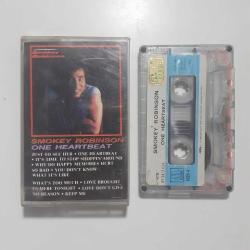 SMOKEY ROBINSON
ONE HEARTBEAT
JUST TO SEE HER • ONE HEARTBEAT
• IT'S TIME TO STOP SHOPPIN' AROUND
• WHY DO HAPPY MEMORIES HURT
SO BAD • YOU DON'T KNOW
WHAT IT'S LIKE
WHAT'S TOO MUCH • LOVE BROUGHT
US HERE TONIGHT • LOVE DON'T GIVE
NO REASON • KEEP ME
SMOKEY ROBINSON
ONE HEARTBEAT